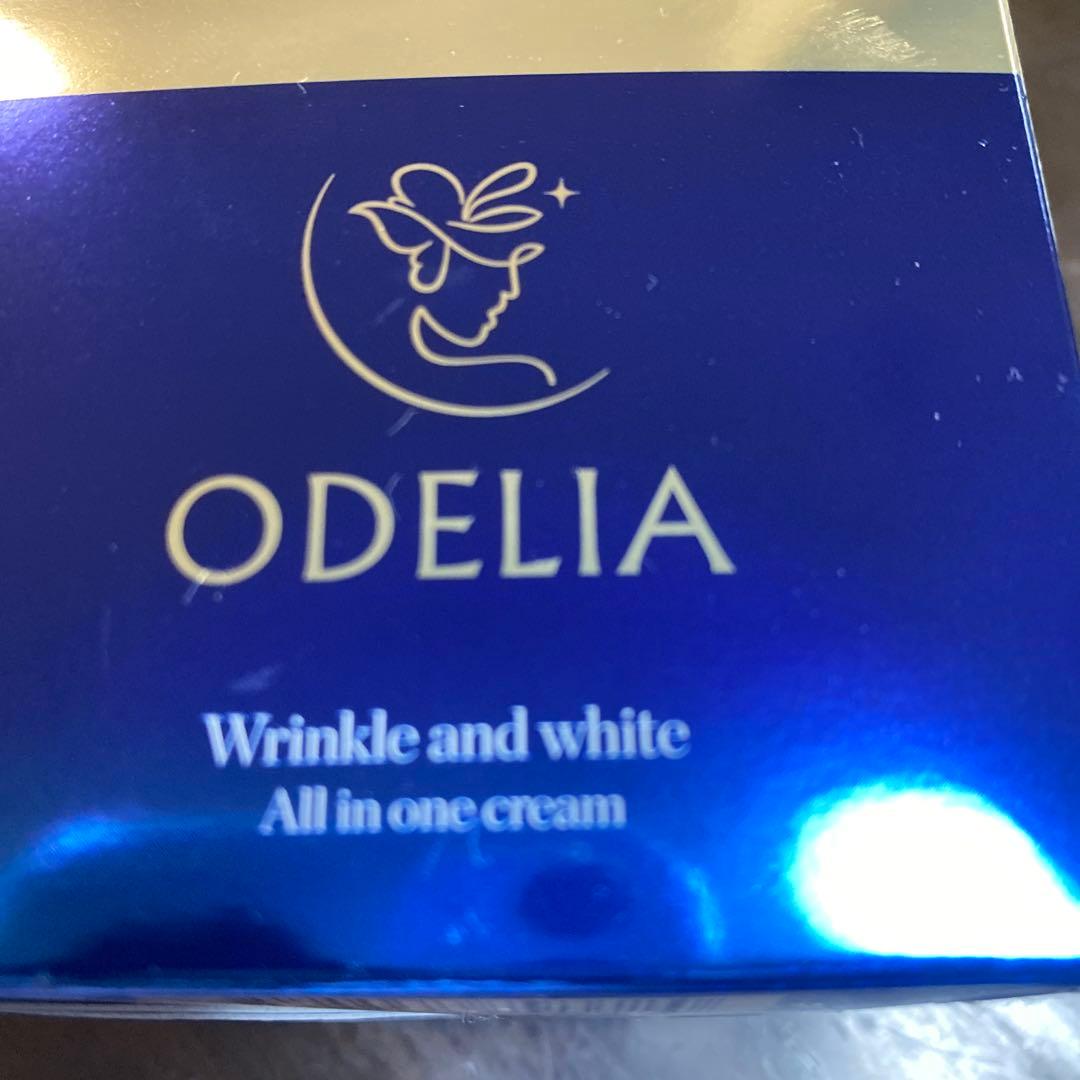 ODELIA
Wrinkle and white
All in one cream